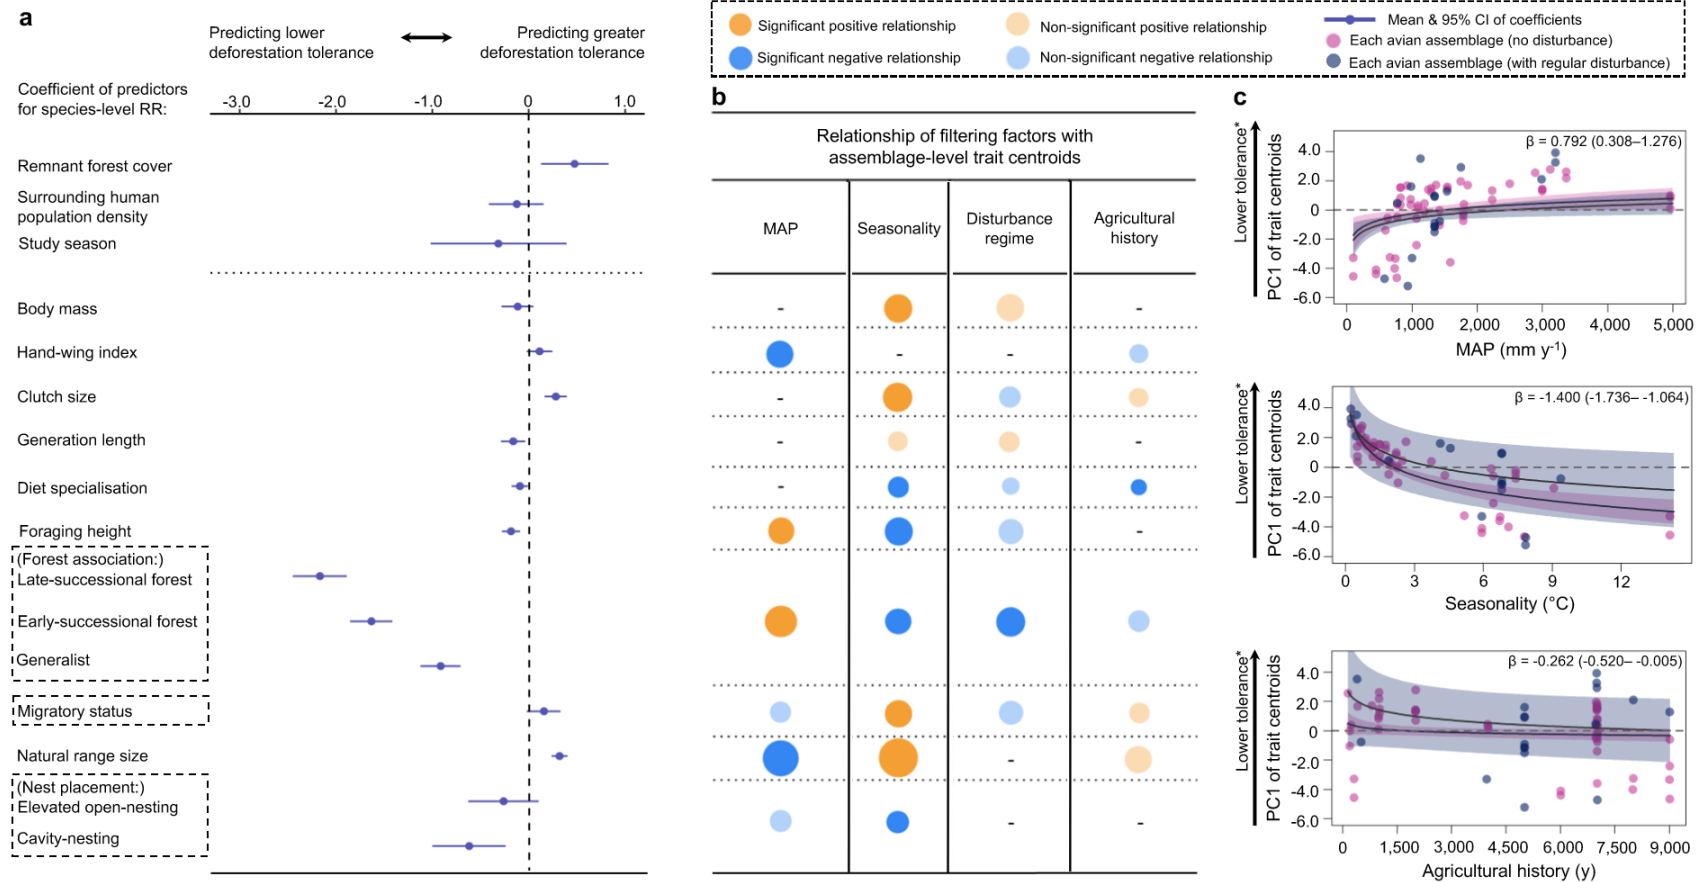 a
Predicting lower
deforestation tolerance
Predicting greater
deforestation tolerance
Coefficient of predictors
for species-level RR:
-3.0 -2.0 -1.0 0 1.0
Remnant forest cover
Surrounding human
population density
Study season
Body mass
Hand-wing index
Clutch size
Generation length
Diet specialisation
Foraging height
(Forest association:)
Late-successional forest
Early-successional forest
Generalist
Migratory status
Natural range size
(Nest placement:)
Elevated open-nesting
Cavity-nesting
Significant positive relationship
Significant negative relationship
Non-significant positive relationship
Non-significant negative relationship
Mean & 95% CI of coefficients
Each avian assemblage (no disturbance)
Each avian assemblage (with regular disturbance)
b
Relationship of filtering factors with
assemblage-level trait centroids
MAP
Seasonality
Disturbance
regime
Agricultural
history
- -
- -
-
- -
-
-
-
- -
c
Lower tolerance*
PC1 of trait centroids
β = 0.792 (0.308–1.276)
4.0
2.0
0
-2.0
-4.0
-6.0
0 1,000 2,000 3,000 4,000 5,000
MAP (mm y-1)
Lower tolerance*
PC1 of trait centroids
β = -1.400 (-1.736– -1.064)
4.0
2.0
0
-2.0
-4.0
-6.0
0 3 6 9 12
Seasonality (°C)
Lower tolerance*
PC1 of trait centroids
β = -0.262 (-0.520– -0.005)
4.0
2.0
0
-2.0
-4.0
-6.0
0 1,500 3,000 4,500 6,000 7,500 9,000
Agricultural history (y)